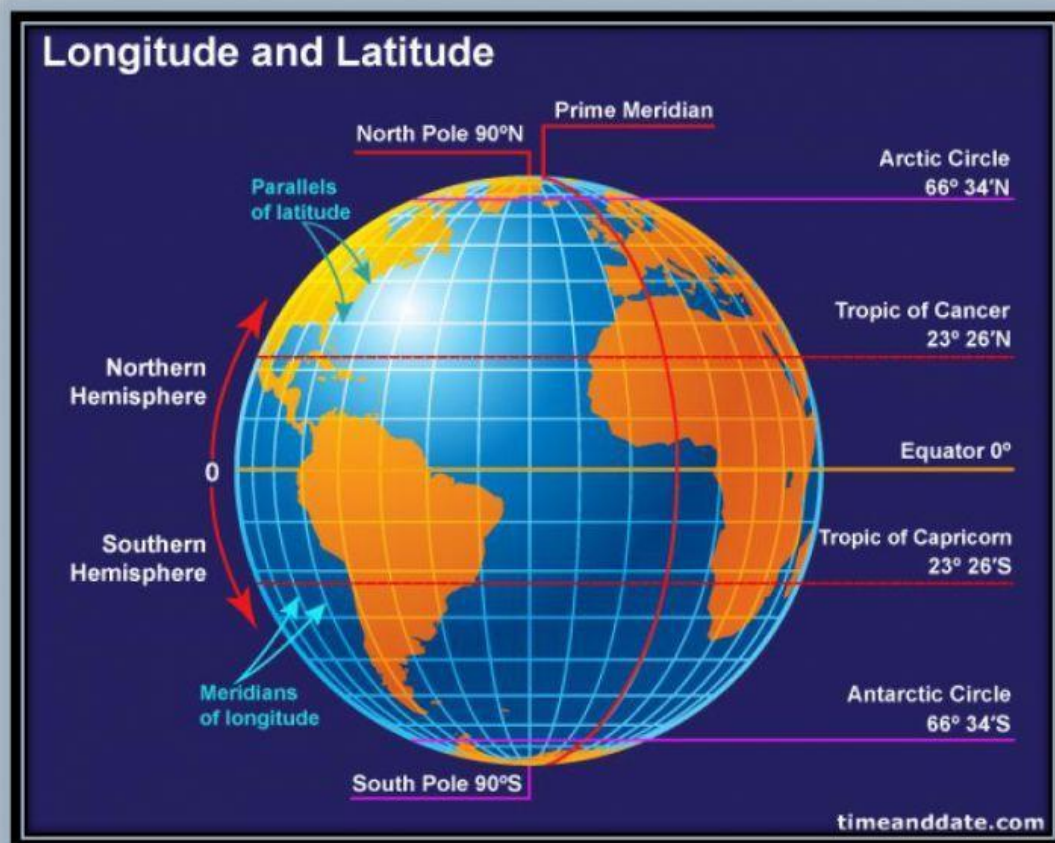 Longitude and Latitude
Prime Meridian
North Pole 90ºN
Arctic Circle
66º 34'N
Parallels
of latitude
Tropic of Cancer
23º 26'N
Northern
Hemisphere
Equator 0º
0
Southern
Hemisphere
Tropic of Capricorn
23º 26'S
Meridians
of longitude
Antarctic Circle
66º 34'S
South Pole 90ºS
timeanddate.com